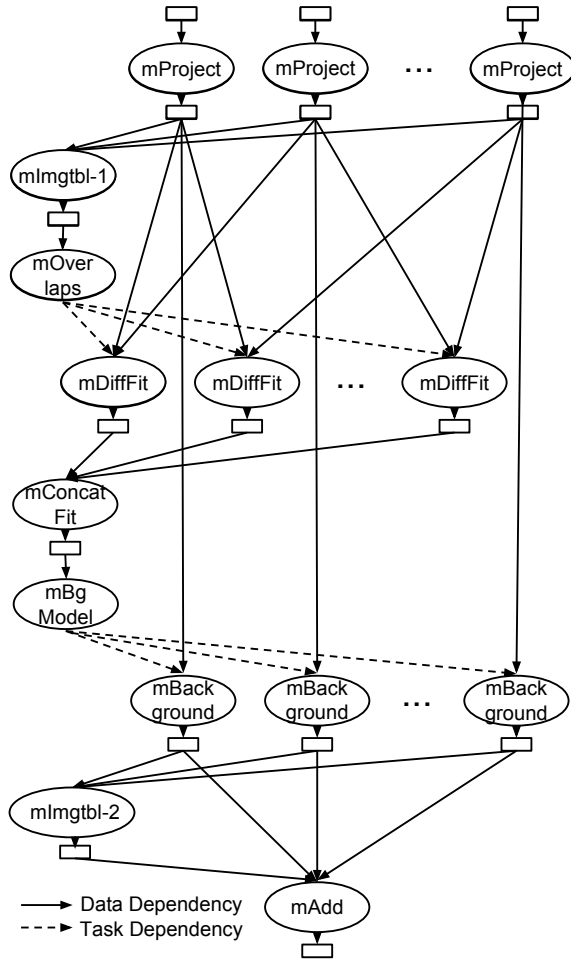 mProject mProject ... mProject
mImgtbl-1
mOver
laps
mDiffFit mDiffFit ... mDiffFit
mConcat
Fit
mBg
Model
mBack
ground
mBack
ground
...
mBack
ground
mImgtbl-2
mAdd
Data Dependency
Task Dependency